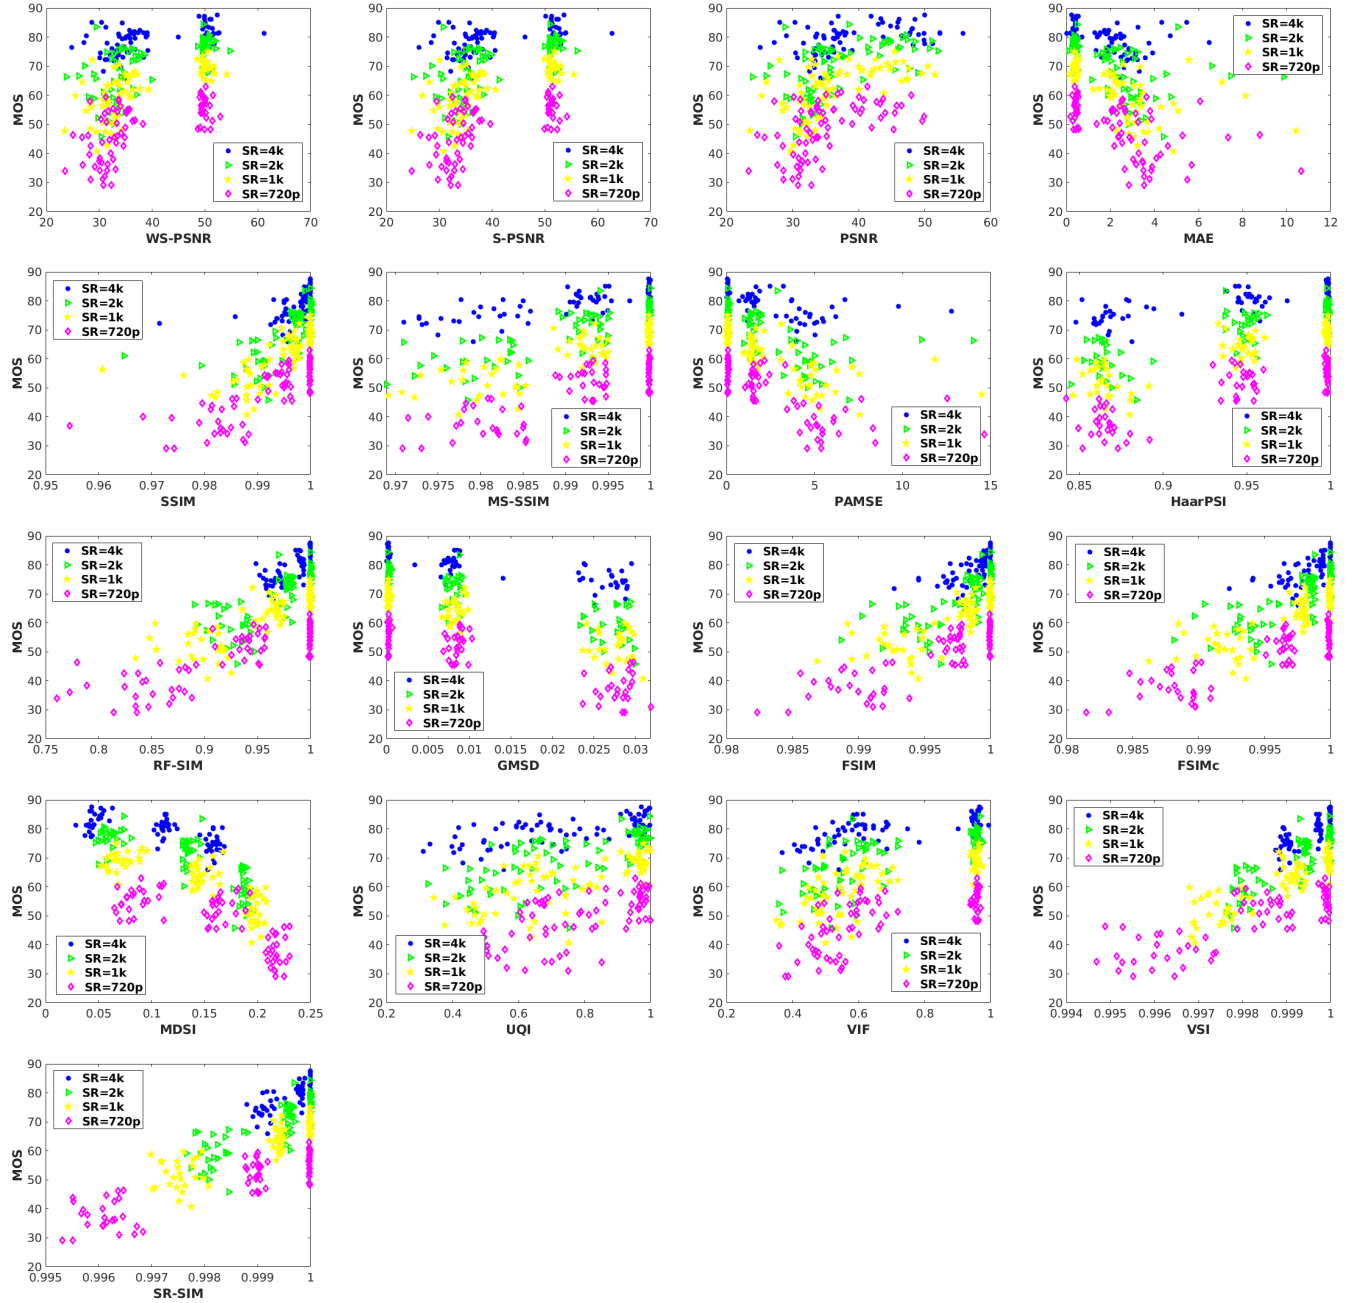 90
80
70
60
50
40
30
20
MOS
20 30 40 50 60 70
WS-PSNR
SR=4k
SR=2k
SR=1k
SR=720p
90
80
70
60
50
40
30
20
MOS
20 30 40 50 60 70
S-PSNR
SR=4k
SR=2k
SR=1k
SR=720p
90
80
70
60
50
40
30
20
MOS
20 30 40 50 60
PSNR
SR=4k
SR=2k
SR=1k
SR=720p
90
80
70
60
50
40
30
20
MOS
0 2 4 6 8 10 12
MAE
SR=4k
SR=2k
SR=1k
SR=720p
90
80
70
60
50
40
30
20
MOS
0.95 0.96 0.97 0.98 0.99 1
SSIM
SR=4k
SR=2k
SR=1k
SR=720p
90
80
70
60
50
40
30
20
MOS
0.97 0.975 0.98 0.985 0.99 0.995 1
MS-SSIM
SR=4k
SR=2k
SR=1k
SR=720p
90
80
70
60
50
40
30
20
MOS
0 5 10 15
PAMSE
SR=4k
SR=2k
SR=1k
SR=720p
90
80
70
60
50
40
30
20
MOS
0.85 0.9 0.95 1
HaarPSI
SR=4k
SR=2k
SR=1k
SR=720p
90
80
70
60
50
40
30
20
MOS
0.75 0.8 0.85 0.9 0.95 1
RF-SIM
SR=4k
SR=2k
SR=1k
SR=720p
90
80
70
60
50
40
30
20
MOS
0 0.005 0.01 0.015 0.02 0.025 0.03
GMSD
SR=4k
SR=2k
SR=1k
SR=720p
90
80
70
60
50
40
30
20
MOS
0.98 0.985 0.99 0.995 1
FSIM
SR=4k
SR=2k
SR=1k
SR=720p
90
80
70
60
50
40
30
20
MOS
0.98 0.985 0.99 0.995 1
FSIMc
SR=4k
SR=2k
SR=1k
SR=720p
90
80
70
60
50
40
30
20
MOS
0 0.05 0.1 0.15 0.2 0.25
MDSI
SR=4k
SR=2k
SR=1k
SR=720p
90
80
70
60
50
40
30
20
MOS
0.2 0.4 0.6 0.8 1
UQI
SR=4k
SR=2k
SR=1k
SR=720p
90
80
70
60
50
40
30
20
MOS
0.2 0.4 0.6 0.8 1
VIF
SR=4k
SR=2k
SR=1k
SR=720p
90
80
70
60
50
40
30
20
MOS
0.994 0.995 0.996 0.997 0.998 0.999 1
VSI
SR=4k
SR=2k
SR=1k
SR=720p
90
80
70
60
50
40
30
20
MOS
0.995 0.996 0.997 0.998 0.999 1
SR-SIM
SR=4k
SR=2k
SR=1k
SR=720p